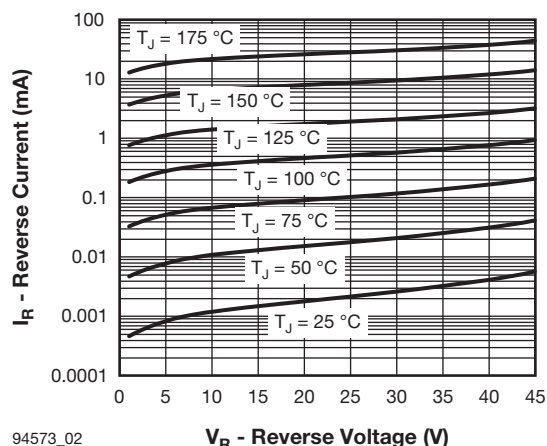 I_R - Reverse Current (mA)
100
10
1
0.1
0.01
0.001
0.0001
T_J = 175 °C
T_J = 150 °C
T_J = 125 °C
T_J = 100 °C
T_J = 75 °C
T_J = 50 °C
T_J = 25 °C
0 5 10 15 20 25 30 35 40 45
94573_02 V_R - Reverse Voltage (V)